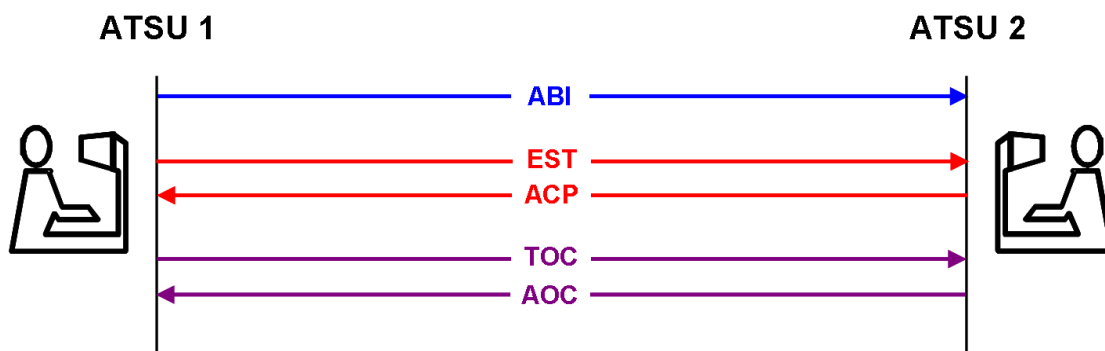 ATSU 1
ATSU 2
ABI
EST
ACP
TOC
AOC